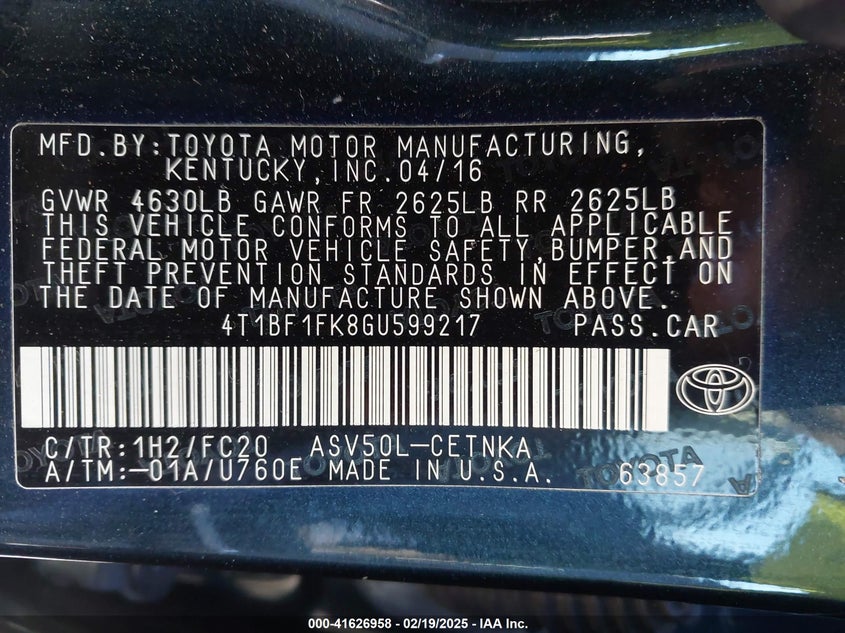 MFD.BY:TOYOTA MOTOR MANUFACTURING,
KENTUCKY,INC.04/16
GVWR 4630LB GAWR FR 2625LB RR 2625LB
THIS VEHICLE CONFORMS TO ALL APPLICABLE
FEDERAL MOTOR VEHICLE SAFETY,BUMPER,AND
THEFT PREVENTION STANDARDS IN EFFECT ON
THE DATE OF MANUFACTURE SHOWN ABOVE.
4T1BF1FK8GU599217 PASS.CAR
C/TR:1H2/FC20 ASV50L-CETNKA
A/TM:-01A/U760E MADE IN U.S.A. 63857
000-41626958 - 02/19/2025 - IAA Inc.